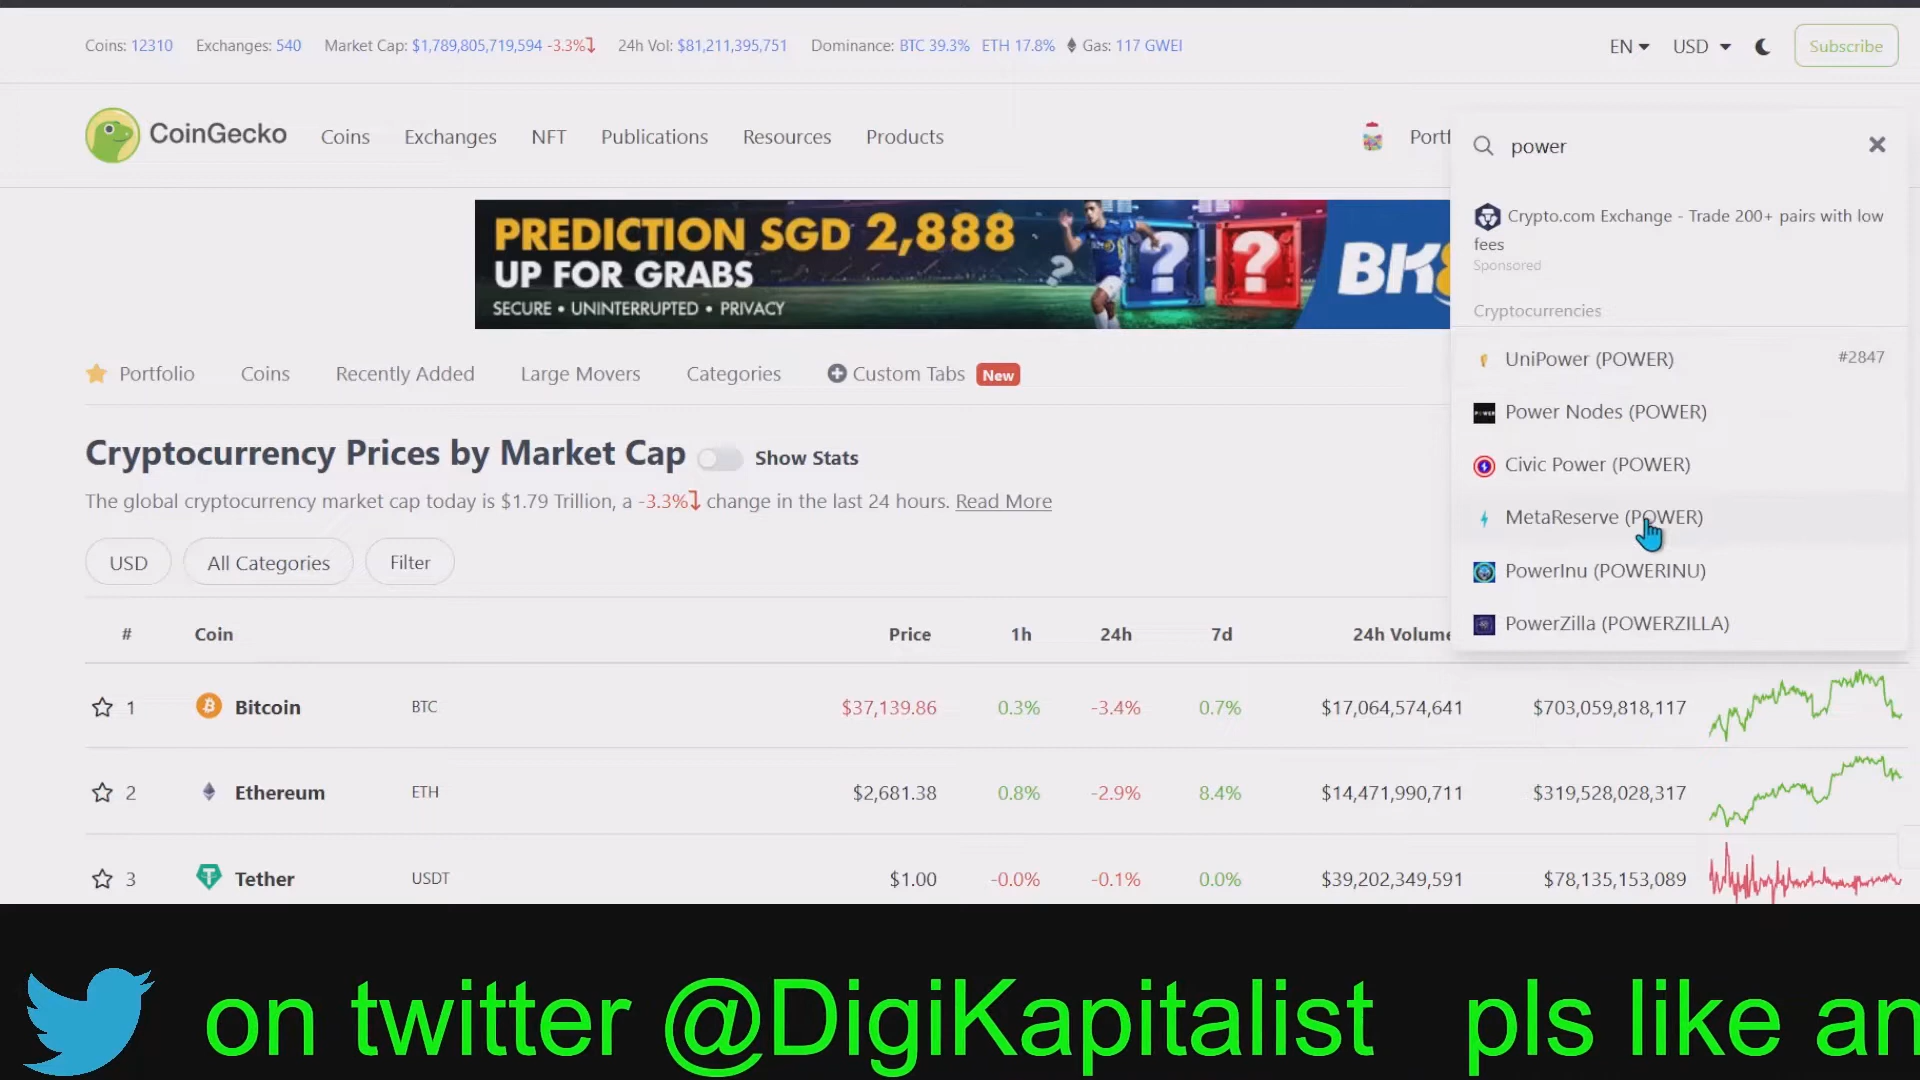 Coins: 12310 Exchanges: 540 Market Cap: $1,789,805,719,594 -3.3% 24h Vol: $81,211,395,751 Dominance: BTC 39.3% ETH 17.8% Gas: 117 GWEI EN USD Subscribe
CoinGecko Coins Exchanges NFT Publications Resources Products Portf
power
PREDICTION SGD 2,888
UP FOR GRABS
SECURE • UNINTERRUPTED • PRIVACY
BK8
Crypto.com Exchange - Trade 200+ pairs with low
fees
Sponsored
Cryptocurrencies
UniPower (POWER) #2847
Power Nodes (POWER)
Civic Power (POWER)
MetaReserve (POWER)
PowerInu (POWERINU)
PowerZilla (POWERZILLA)
Portfolio Coins Recently Added Large Movers Categories Custom Tabs New
Cryptocurrency Prices by Market Cap Show Stats
The global cryptocurrency market cap today is $1.79 Trillion, a -3.3% change in the last 24 hours. Read More
USD All Categories Filter
# Coin Price 1h 24h 7d 24h Volume
1 Bitcoin BTC $37,139.86 0.3% -3.4% 0.7% $17,064,574,641 $703,059,818,117
2 Ethereum ETH $2,681.38 0.8% -2.9% 8.4% $14,471,990,711 $319,528,028,317
3 Tether USDT $1.00 -0.0% -0.1% 0.0% $39,202,349,591 $78,135,153,089
on twitter @DigiKapitalist pls like an